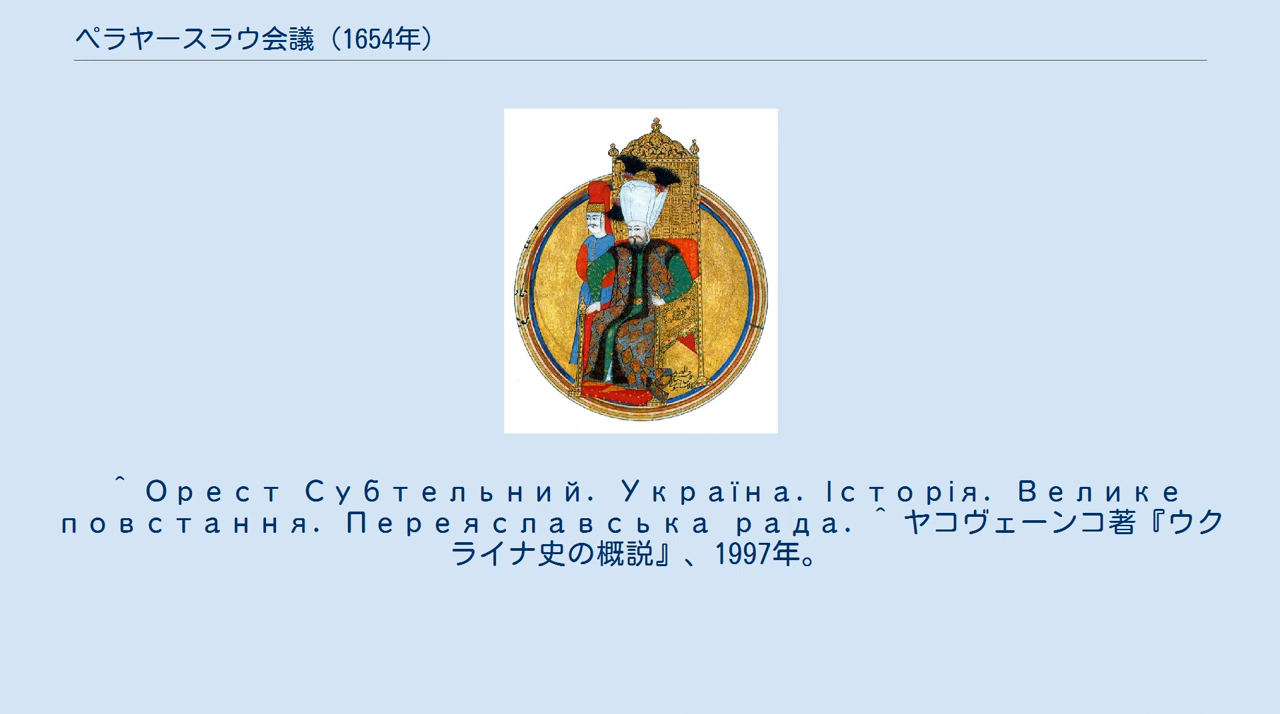 ペラヤースラウ会議（1654年）
^ Орест Субтельний. Україна. Історія. Велике
повстання. Переяславська рада. ^ ヤコヴェーンコ著『ウク
ライナ史の概説』、1997年。